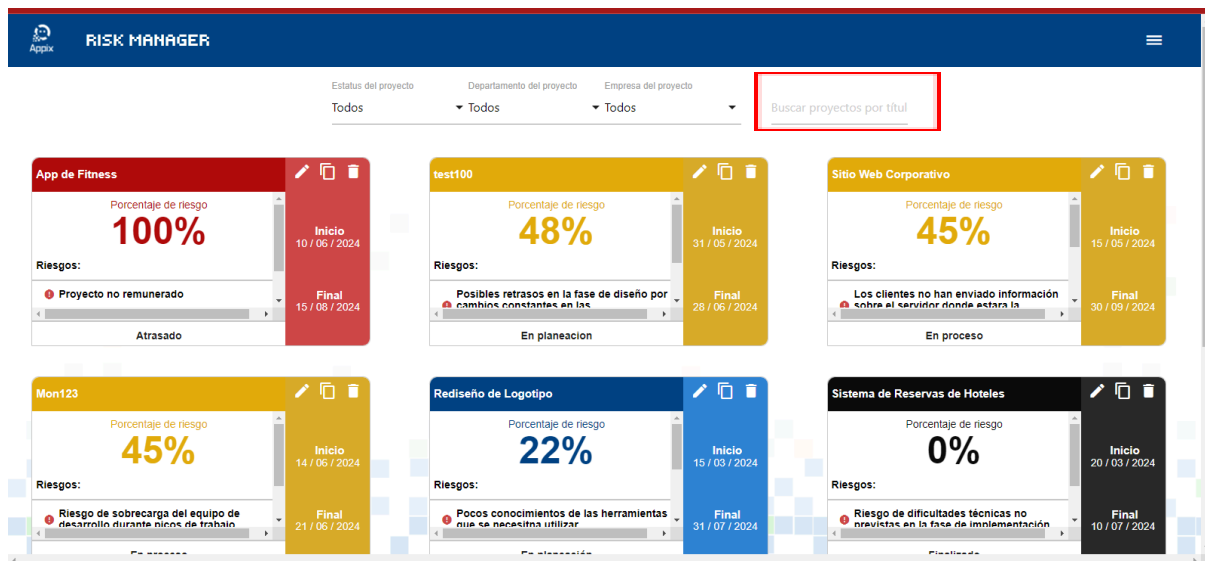 Appix
RISK MANAGER
Estatus del proyecto
Todos
Departamento del proyecto
Todos
Empresa del proyecto
Todos
Buscar proyectos por títul
App de Fitness
Porcentaje de riesgo
100%
Riesgos:
Proyecto no remunerado
Atrasado
Inicio
10 / 06 / 2024
Final
15 / 08 / 2024
test100
Porcentaje de riesgo
48%
Riesgos:
Posibles retrasos en la fase de diseño por
cambios constantes en las
En planeacion
Inicio
31 / 05 / 2024
Final
28 / 06 / 2024
Sitio Web Corporativo
Porcentaje de riesgo
45%
Riesgos:
Los clientes no han enviado información
sobre el servidor donde estara la
En proceso
Inicio
15 / 05 / 2024
Final
30 / 09 / 2024
Mon123
Porcentaje de riesgo
45%
Riesgos:
Riesgo de sobrecarga del equipo de
desarrollo durante picos de trabajo
En proceso
Inicio
14 / 06 / 2024
Final
21 / 06 / 2024
Rediseño de Logotipo
Porcentaje de riesgo
22%
Riesgos:
Pocos conocimientos de las herramientas
que se necesitna utilizar
En planeación
Inicio
15 / 03 / 2024
Final
31 / 07 / 2024
Sistema de Reservas de Hoteles
Porcentaje de riesgo
0%
Riesgos:
Riesgo de dificultades técnicas no
previstas en la fase de implementación
Finalizado
Inicio
20 / 03 / 2024
Final
10 / 07 / 2024